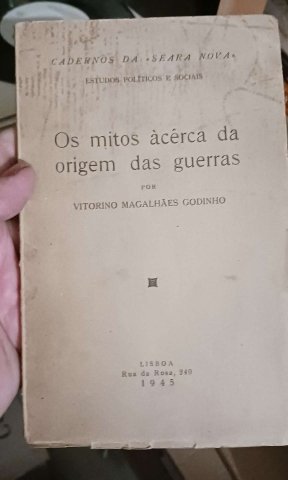 CADERNOS DA «SEARA NOVA»
ESTUDOS POLÍTICOS E SOCIAIS
Os mitos àcêrca da
origem das guerras
POR
VITORINO MAGALHÃES GODINHO
LISBOA
Rua da Rosa, 240
1945